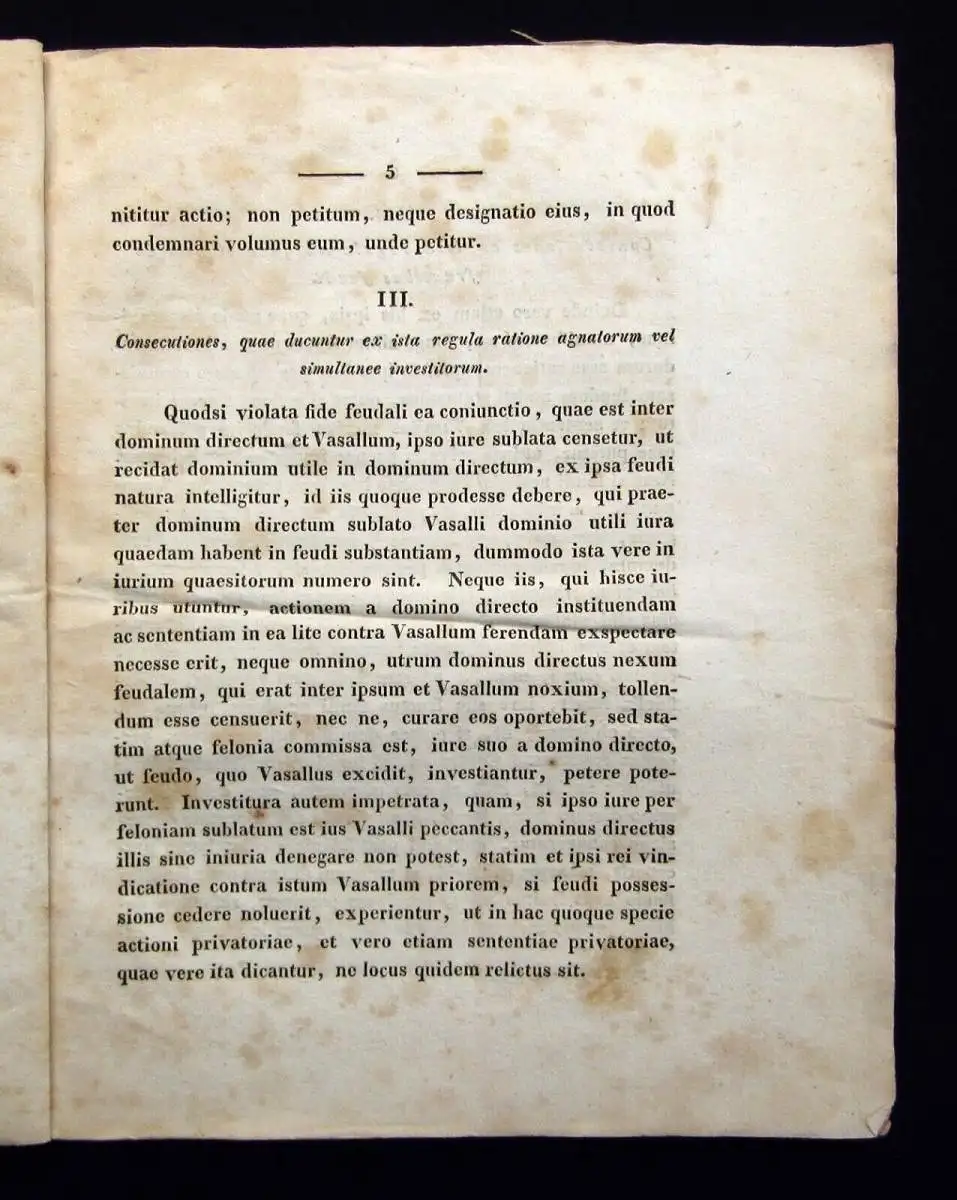 5
nititur actio; non petitum, neque designatio eius, in quod
condemnari volumus eum, unde petitur.
III.
Consecutiones, quae ducuntur ex ista regula ratione agnatorum vel
simultanee investitorum.
Quodsi violata fide feudali ea coniunctio, quae est inter
dominum directum et Vasallum, ipso iure sublata censetur, ut
recidat dominium utile in dominum directum, ex ipsa feudi
natura intelligitur, id iis quoque prodesse debere, qui prae-
ter dominum directum sublato Vasalli dominio utili iura
quaedam habent in feudi substantiam, dummodo ista vere in
iurium quaesitorum numero sint. Neque iis, qui hisce iu-
ribus utuntur, actionem a domino directo instituendam
ac sententiam in ea lite contra Vasallum ferendam exspectare
necesse erit, neque omnino, utrum dominus directus nexum
feudalem, qui erat inter ipsum et Vasallum noxium, tollen-
dum esse censuerit, nec ne, curare eos oportebit, sed sta-
tim atque felonia commissa est, iure suo a domino directo,
ut feudo, quo Vasallus excidit, investiantur, petere pote-
runt. Investitura autem impetrata, quam, si ipso iure per
feloniam sublatum est ius Vasalli peccantis, dominus directus
illis sine iniuria denegare non potest, statim et ipsi rei vin-
dicatione contra istum Vasallum priorem, si feudi posses-
sione cedere noluerit, experientur, ut in hac quoque specie
actioni privatoriae, et vero etiam sententiae privatoriae,
quae vere ita dicantur, ne locus quidem relictus sit.